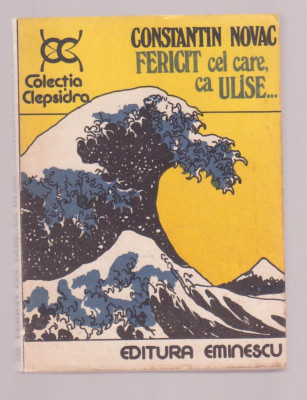 CONSTANTIN NOVAC
FERICIT cel care,
ca ULISE...
Colecția
Clepsidra
EDITURA EMINESCU